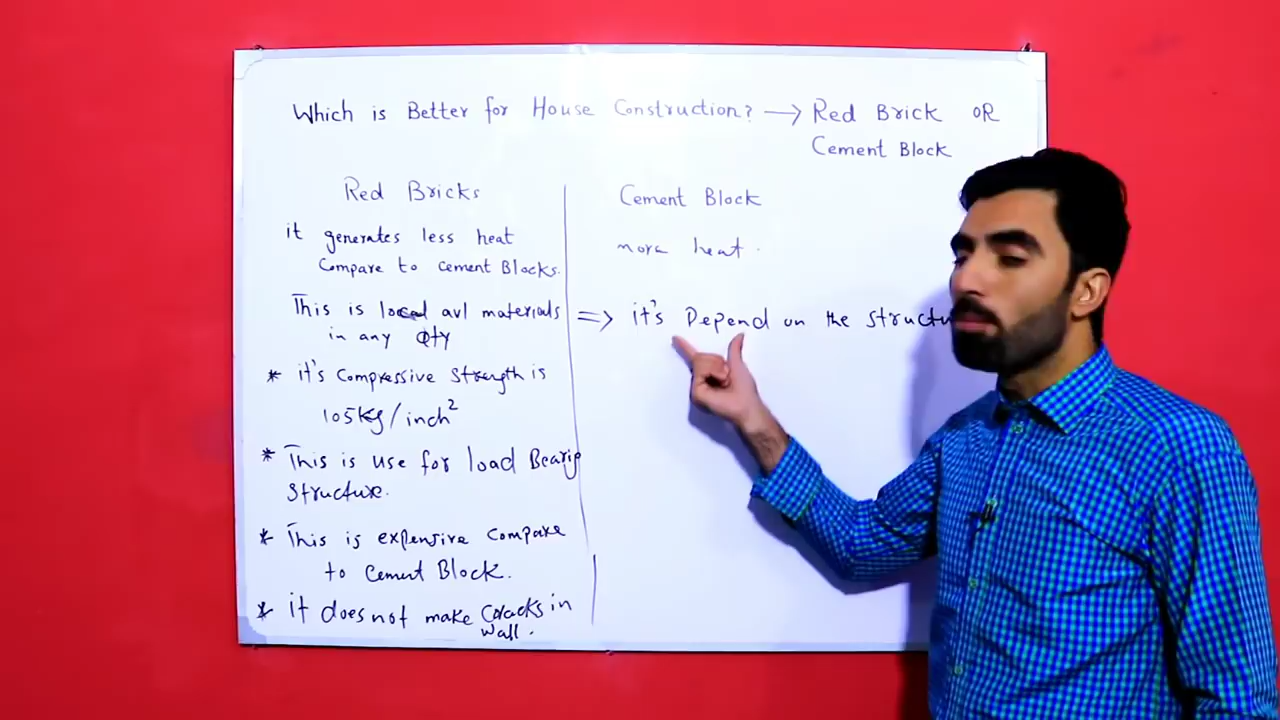 Which is Better for House Construction? → Red Brick OR
Cement Block
Red Bricks
it generates less heat
Compare to cement Blocks.
This is local avl materials
in any Qty
* it's Compressive Strength is
105Kg/inch²
* This is use for load Bearig
Structure.
* This is expensive Compare
to Cement Block.
* it does not make Cracks in
wall.
Cement Block
more heat.
⇒ it's Depend on the